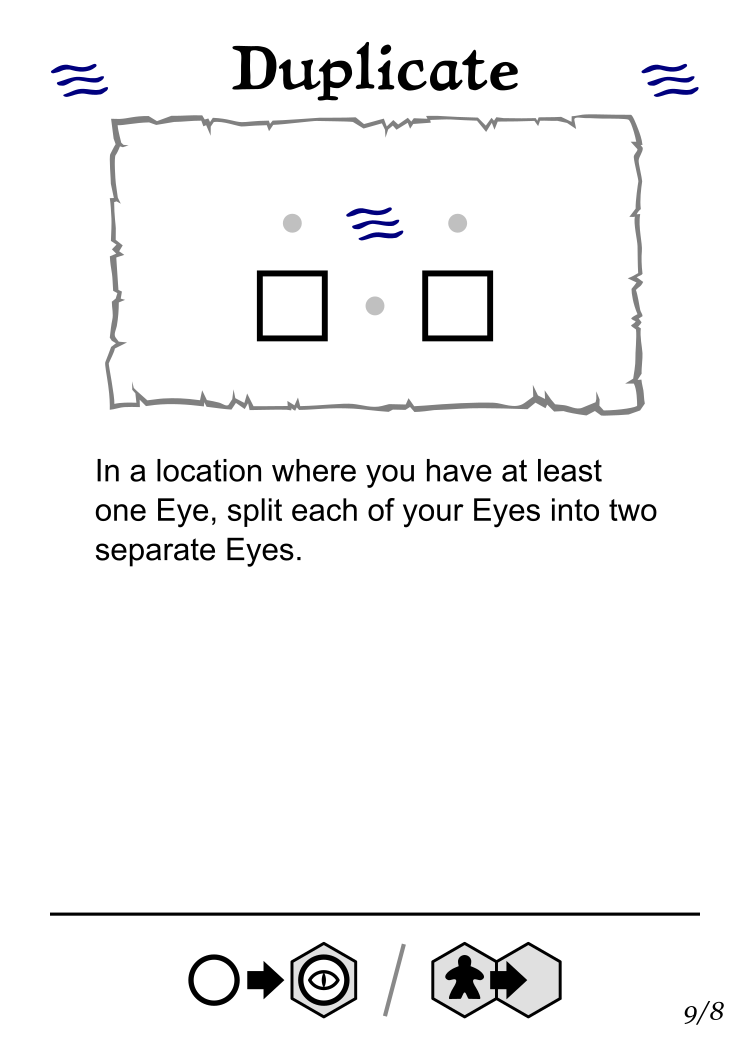 Duplicate
In a location where you have at least
one Eye, split each of your Eyes into two
separate Eyes.
9/8